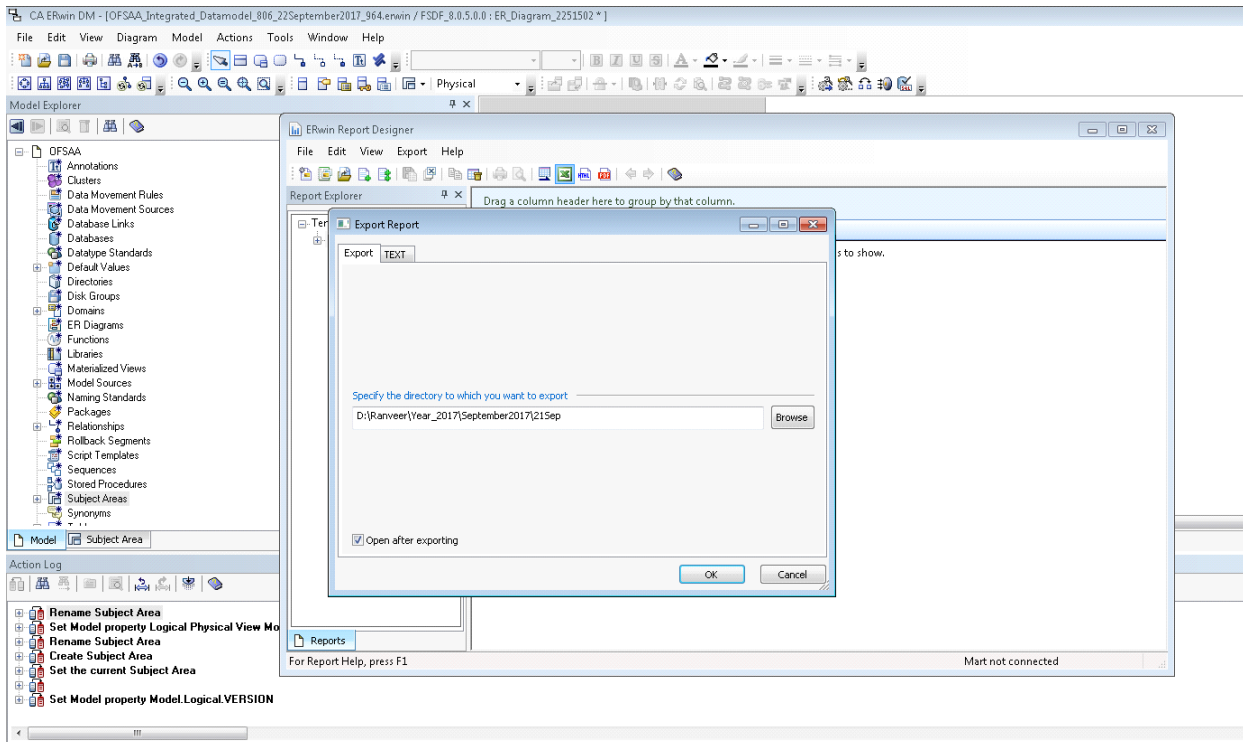 CA ERwin DM - [OFSAA_Integrated_Datamodel_806_22September2017_964.erwin / FSDF_8.0.5.0.0 : ER_Diagram_2251502 * ]
File Edit View Diagram Model Actions Tools Window Help
B I U S A
Physical
Model Explorer
OFSAA
Annotations
Clusters
Data Movement Rules
Data Movement Sources
Database Links
Databases
Datatype Standards
Default Values
Directories
Disk Groups
Domains
ER Diagrams
Functions
Libraries
Materialized Views
Model Sources
Naming Standards
Packages
Relationships
Rollback Segments
Script Templates
Sequences
Stored Procedures
Subject Areas
Synonyms
Model Subject Area
Action Log
Rename Subject Area
Set Model property Logical Physical View Mo
Rename Subject Area
Create Subject Area
Set the current Subject Area
Set Model property Model.Logical.VERSION
ERwin Report Designer
File Edit View Export Help
Report Explorer
Drag a column header here to group by that column.
Ter
s to show.
Export Report
Export TEXT
Specify the directory to which you want to export
D:\Ranveer\Year_2017\September2017\21Sep
Browse
Open after exporting
OK Cancel
Reports
For Report Help, press F1
Mart not connected